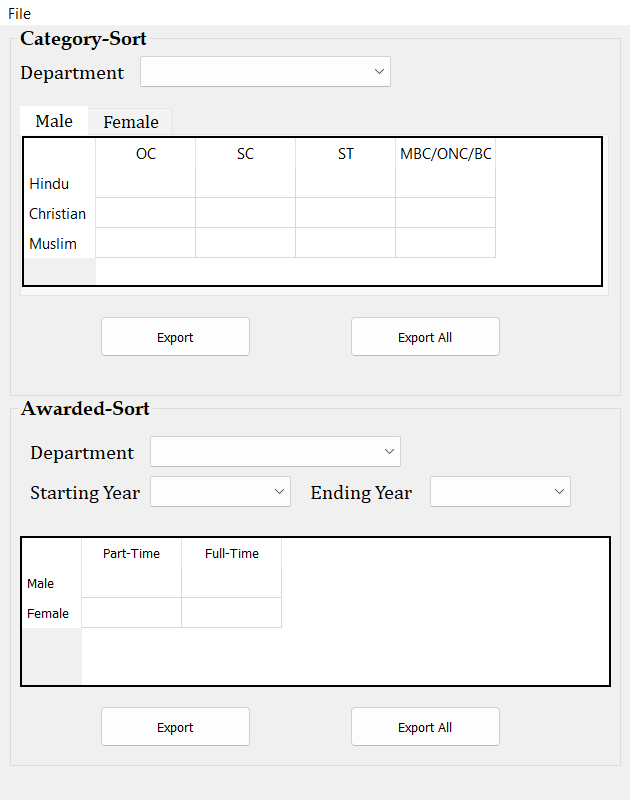 File
Category-Sort
Department
Male Female
OC SC ST MBC/ONC/BC
Hindu
Christian
Muslim
Export Export All
Awarded-Sort
Department
Starting Year Ending Year
Part-Time Full-Time
Male
Female
Export Export All